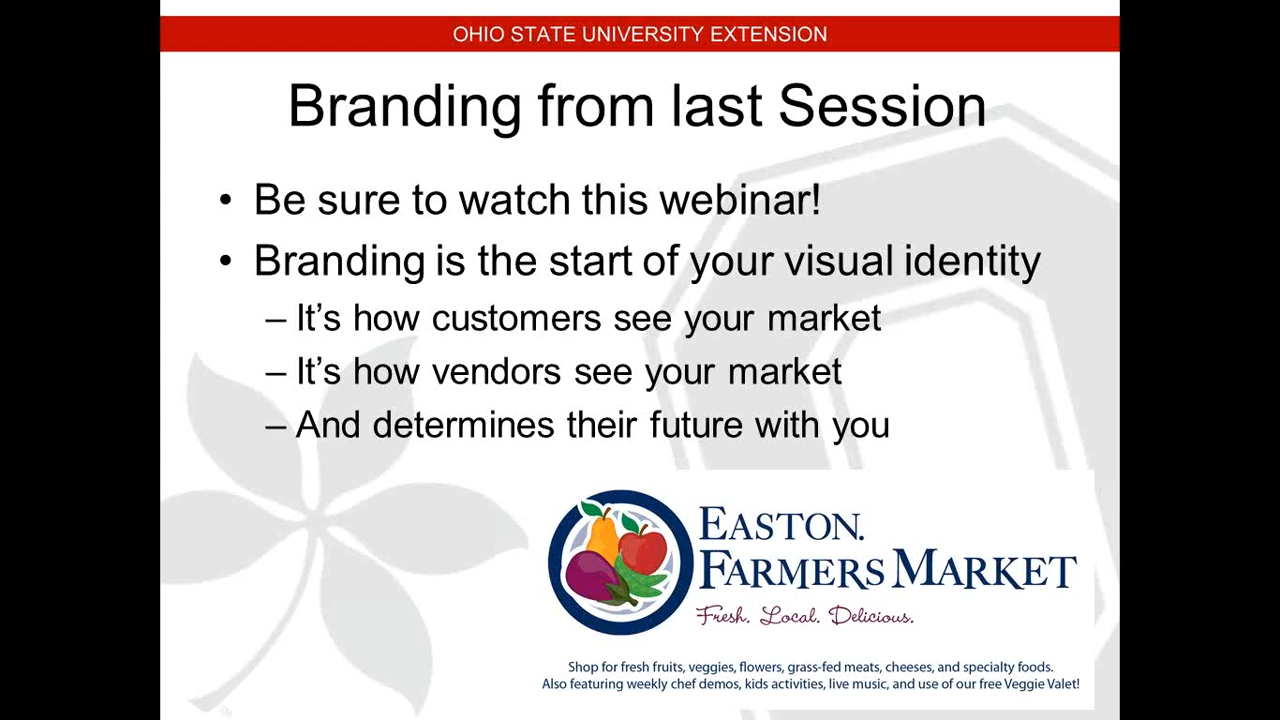 OHIO STATE UNIVERSITY EXTENSION
Branding from last Session
• Be sure to watch this webinar!
• Branding is the start of your visual identity
– It’s how customers see your market
– It’s how vendors see your market
– And determines their future with you
EASTON.
FARMERS MARKET
Fresh. Local. Delicious.
Shop for fresh fruits, veggies, flowers, grass-fed meats, cheeses, and specialty foods.
Also featuring weekly chef demos, kids activities, live music, and use of our free Veggie Valet!
TM